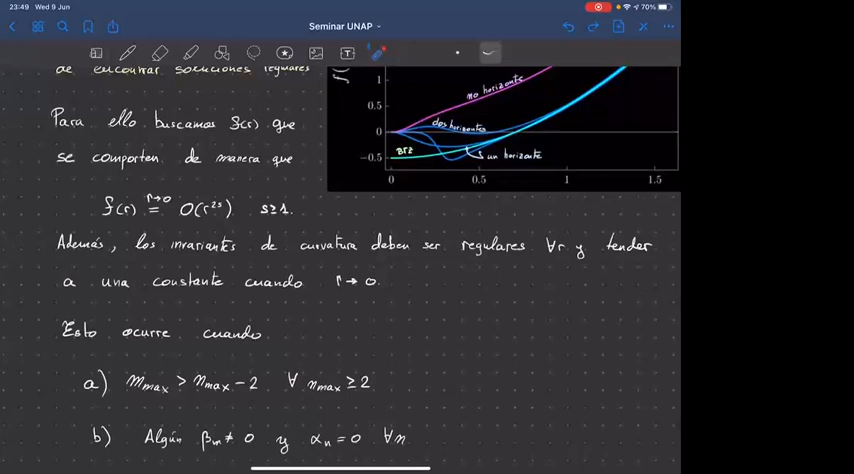 23:49 Wed 9 Jun
70%
Seminar UNAP
de encontrar soluciones regulares
Para ello buscamos f(r) que
se comporten de manera que
f(r) =^{r→0} O(r^{2s}) s≥1.
1
0.5
0
−0.5
0
0.5
1
1.5
no horizonte
dos horizontes
BTZ
un horizonte
Además, los invariantes de curvatura deben ser regulares ∀r y tender
a una constante cuando r → 0.
Esto ocurre cuando
a) m_max > n_max − 2 ∀ n_max ≥ 2
b) Algún β_m ≠ 0 y α_n = 0 ∀n